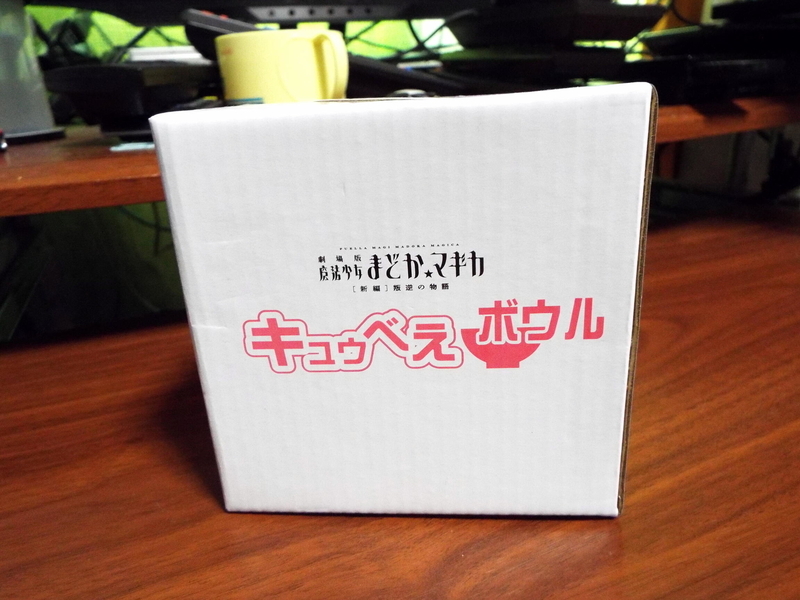 PUELLA MAGI MADOKA MAGICA
劇場版
魔法少女まどか★マギカ
[新編]叛逆の物語
キュゥべえボウル